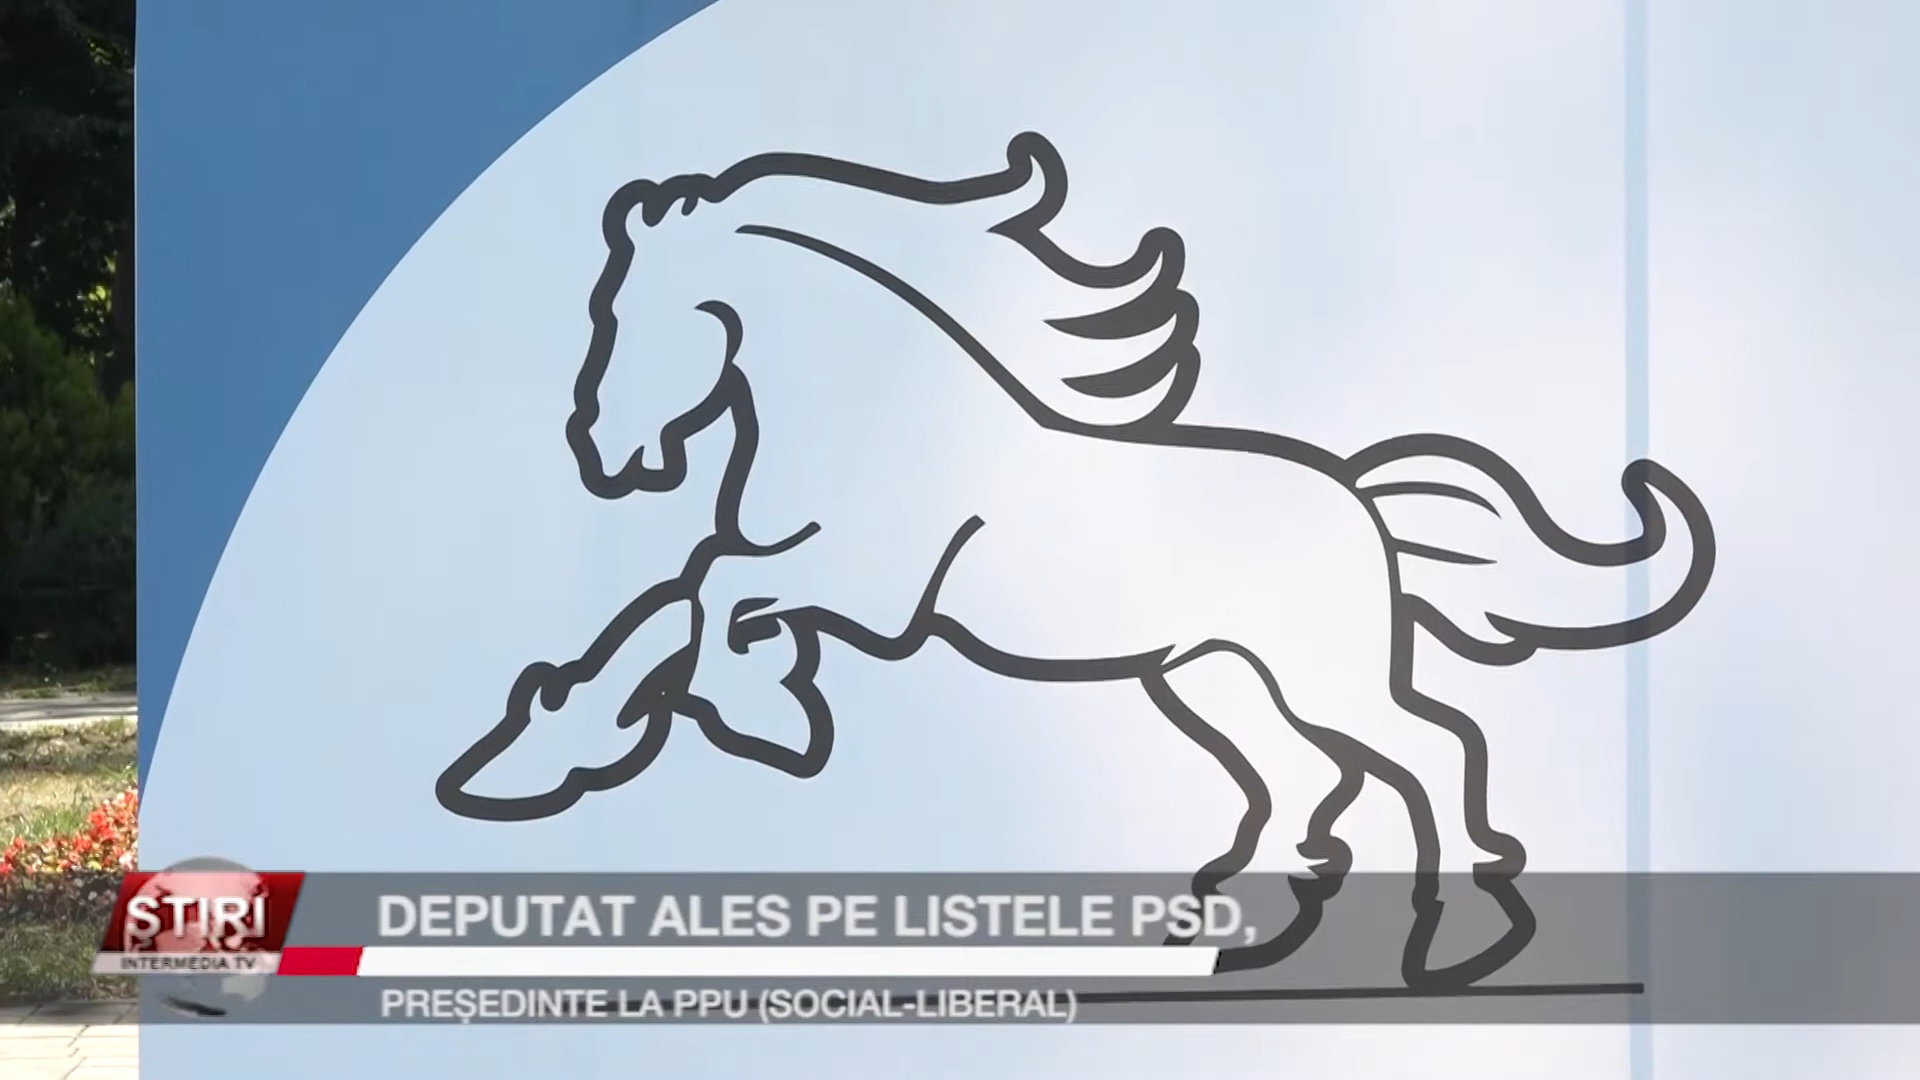 ȘTIRI
INTERMEDIA TV
DEPUTAT ALES PE LISTELE PSD,
PREȘEDINTE LA PPU (SOCIAL-LIBERAL)